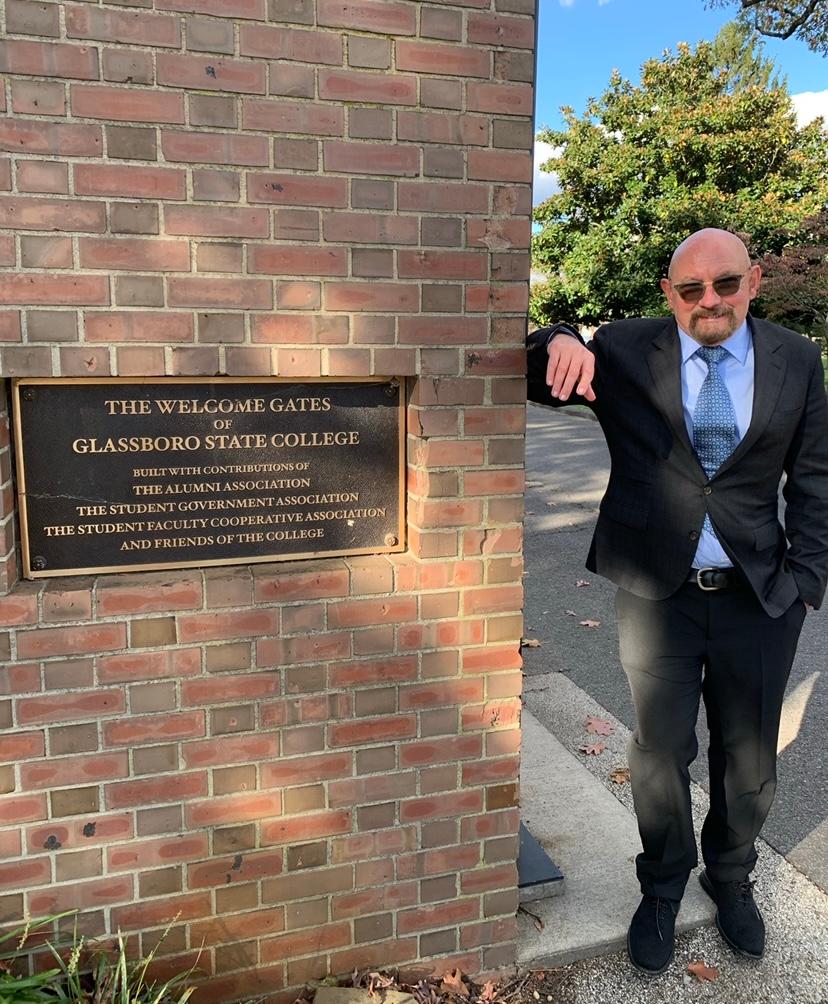 THE WELCOME GATES
OF
GLASSBORO STATE COLLEGE
BUILT WITH CONTRIBUTIONS OF
THE ALUMNI ASSOCIATION
THE STUDENT GOVERNMENT ASSOCIATION
THE STUDENT FACULTY COOPERATIVE ASSOCIATION
AND FRIENDS OF THE COLLEGE